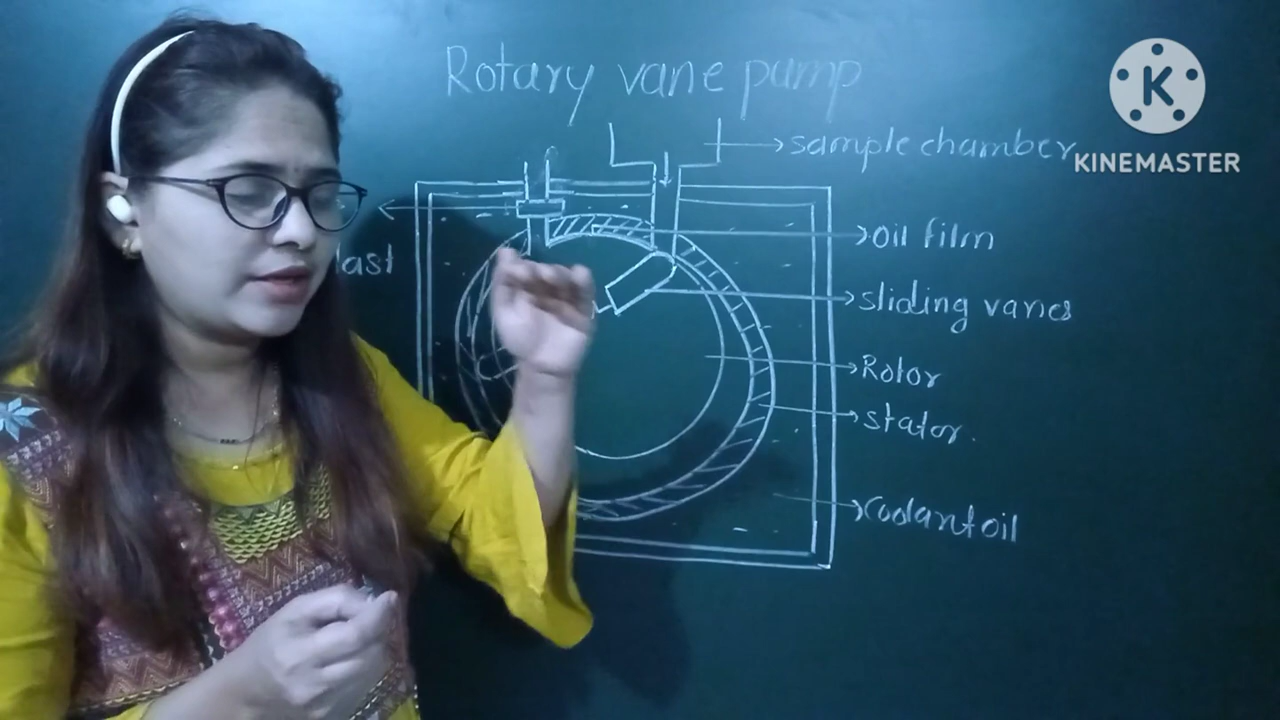 Rotary vane pump
sample chamber
KINEMASTER
oil film
sliding vanes
last
Rotor
stator.
Coolant oil